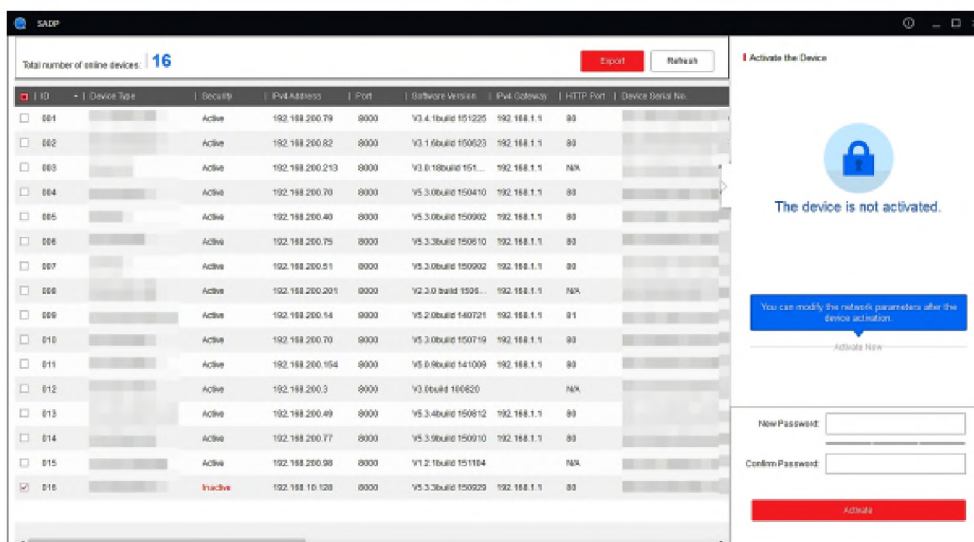 SADP
Total number of online devices: 16
Export
Refresh
ID | Device Type | Security | IPv4 Address | Port | Software Version | IPv4 Gateway | HTTP Port | Device Serial No.
001 Active 192.168.200.79 8000 V3.4.1build 151225 192.168.1.1 80
002 Active 192.168.200.82 8000 V3.1.6build 150623 192.168.1.1 80
003 Active 192.168.200.213 8000 V3.0.18build 151... 192.168.1.1 N/A
004 Active 192.168.200.70 8000 V5.3.0build 150410 192.168.1.1 80
005 Active 192.168.200.40 8000 V5.3.0build 150902 192.168.1.1 80
006 Active 192.168.200.75 8000 V5.3.3build 150610 192.168.1.1 80
007 Active 192.168.200.51 8000 V5.3.0build 150902 192.168.1.1 80
008 Active 192.168.200.201 8000 V2.3.0 build 1506... 192.168.1.1 N/A
009 Active 192.168.200.14 8000 V5.2.0build 140721 192.168.1.1 81
010 Active 192.168.200.70 8000 V5.3.0build 150719 192.168.1.1 80
011 Active 192.168.200.154 8000 V5.0.9build 141009 192.168.1.1 80
012 Active 192.168.200.3 8000 V3.0build 100820 N/A
013 Active 192.168.200.49 8000 V5.3.4build 150812 192.168.1.1 80
014 Active 192.168.200.77 8000 V5.3.9build 150910 192.168.1.1 80
015 Active 192.168.200.98 8000 V1.2.1build 151104 N/A
016 Inactive 192.168.10.128 8000 V5.3.3build 150929 192.168.1.1 80
Activate the Device
The device is not activated.
You can modify the network parameters after the
device activation.
Activate Now
New Password:
Confirm Password:
Activate